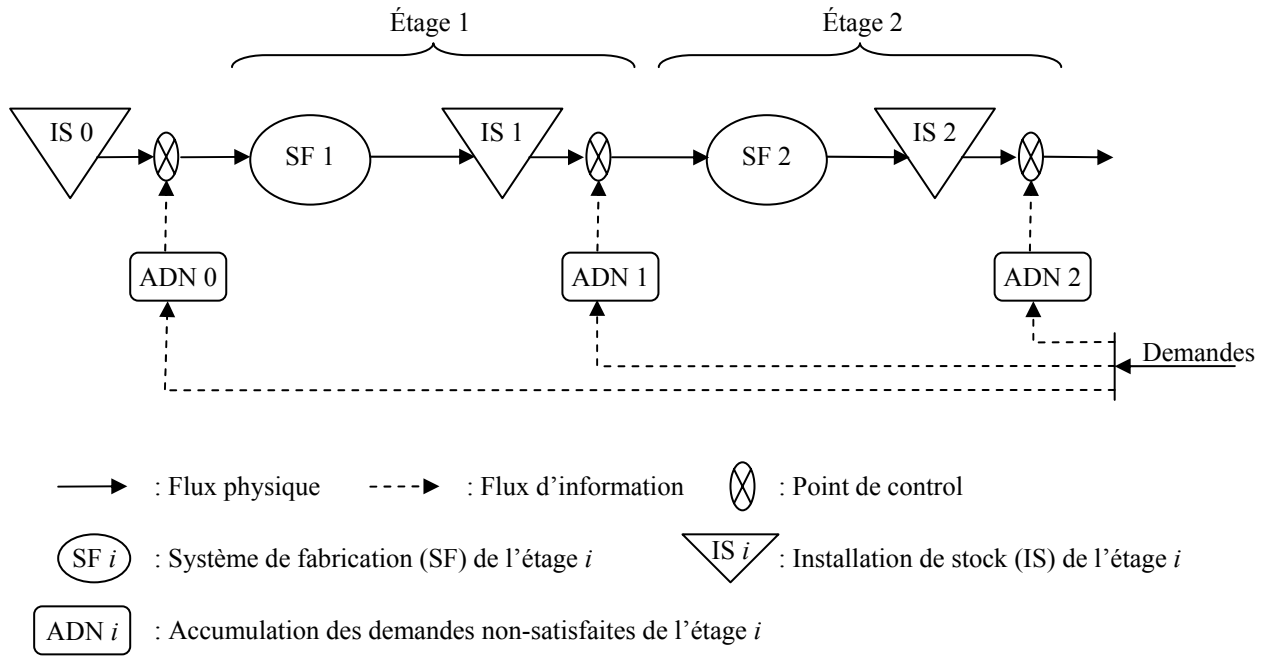 Étage 1
Étage 2
IS 0
SF 1
IS 1
SF 2
IS 2
ADN 0
ADN 1
ADN 2
Demandes
: Flux physique
: Flux d’information
: Point de control
SF i
: Système de fabrication (SF) de l’étage i
IS i
: Installation de stock (IS) de l’étage i
ADN i
: Accumulation des demandes non-satisfaites de l’étage i